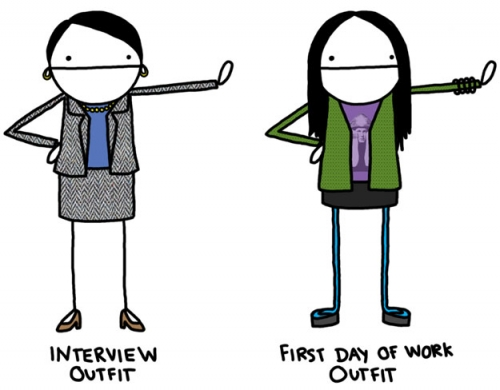 INTERVIEW
OUTFIT
FIRST DAY OF WORK
OUTFIT